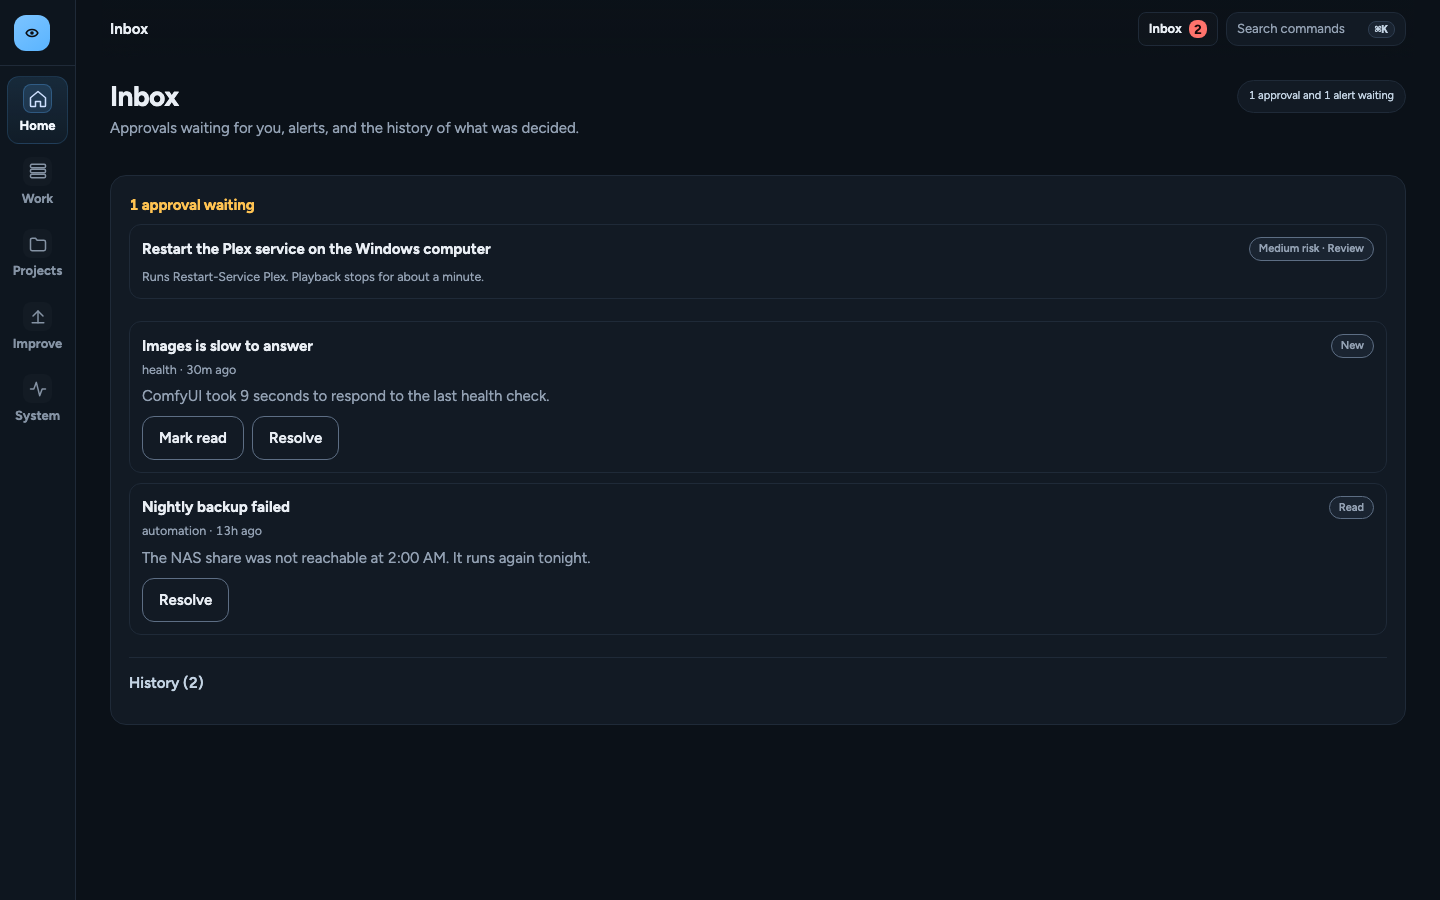 Inbox
Inbox 2
Search commands ⌘K
Home
Work
Projects
Improve
System
Inbox
1 approval and 1 alert waiting
Approvals waiting for you, alerts, and the history of what was decided.
1 approval waiting
Restart the Plex service on the Windows computer
Medium risk · Review
Runs Restart-Service Plex. Playback stops for about a minute.
Images is slow to answer
New
health · 30m ago
ComfyUI took 9 seconds to respond to the last health check.
Mark read
Resolve
Nightly backup failed
Read
automation · 13h ago
The NAS share was not reachable at 2:00 AM. It runs again tonight.
Resolve
History (2)